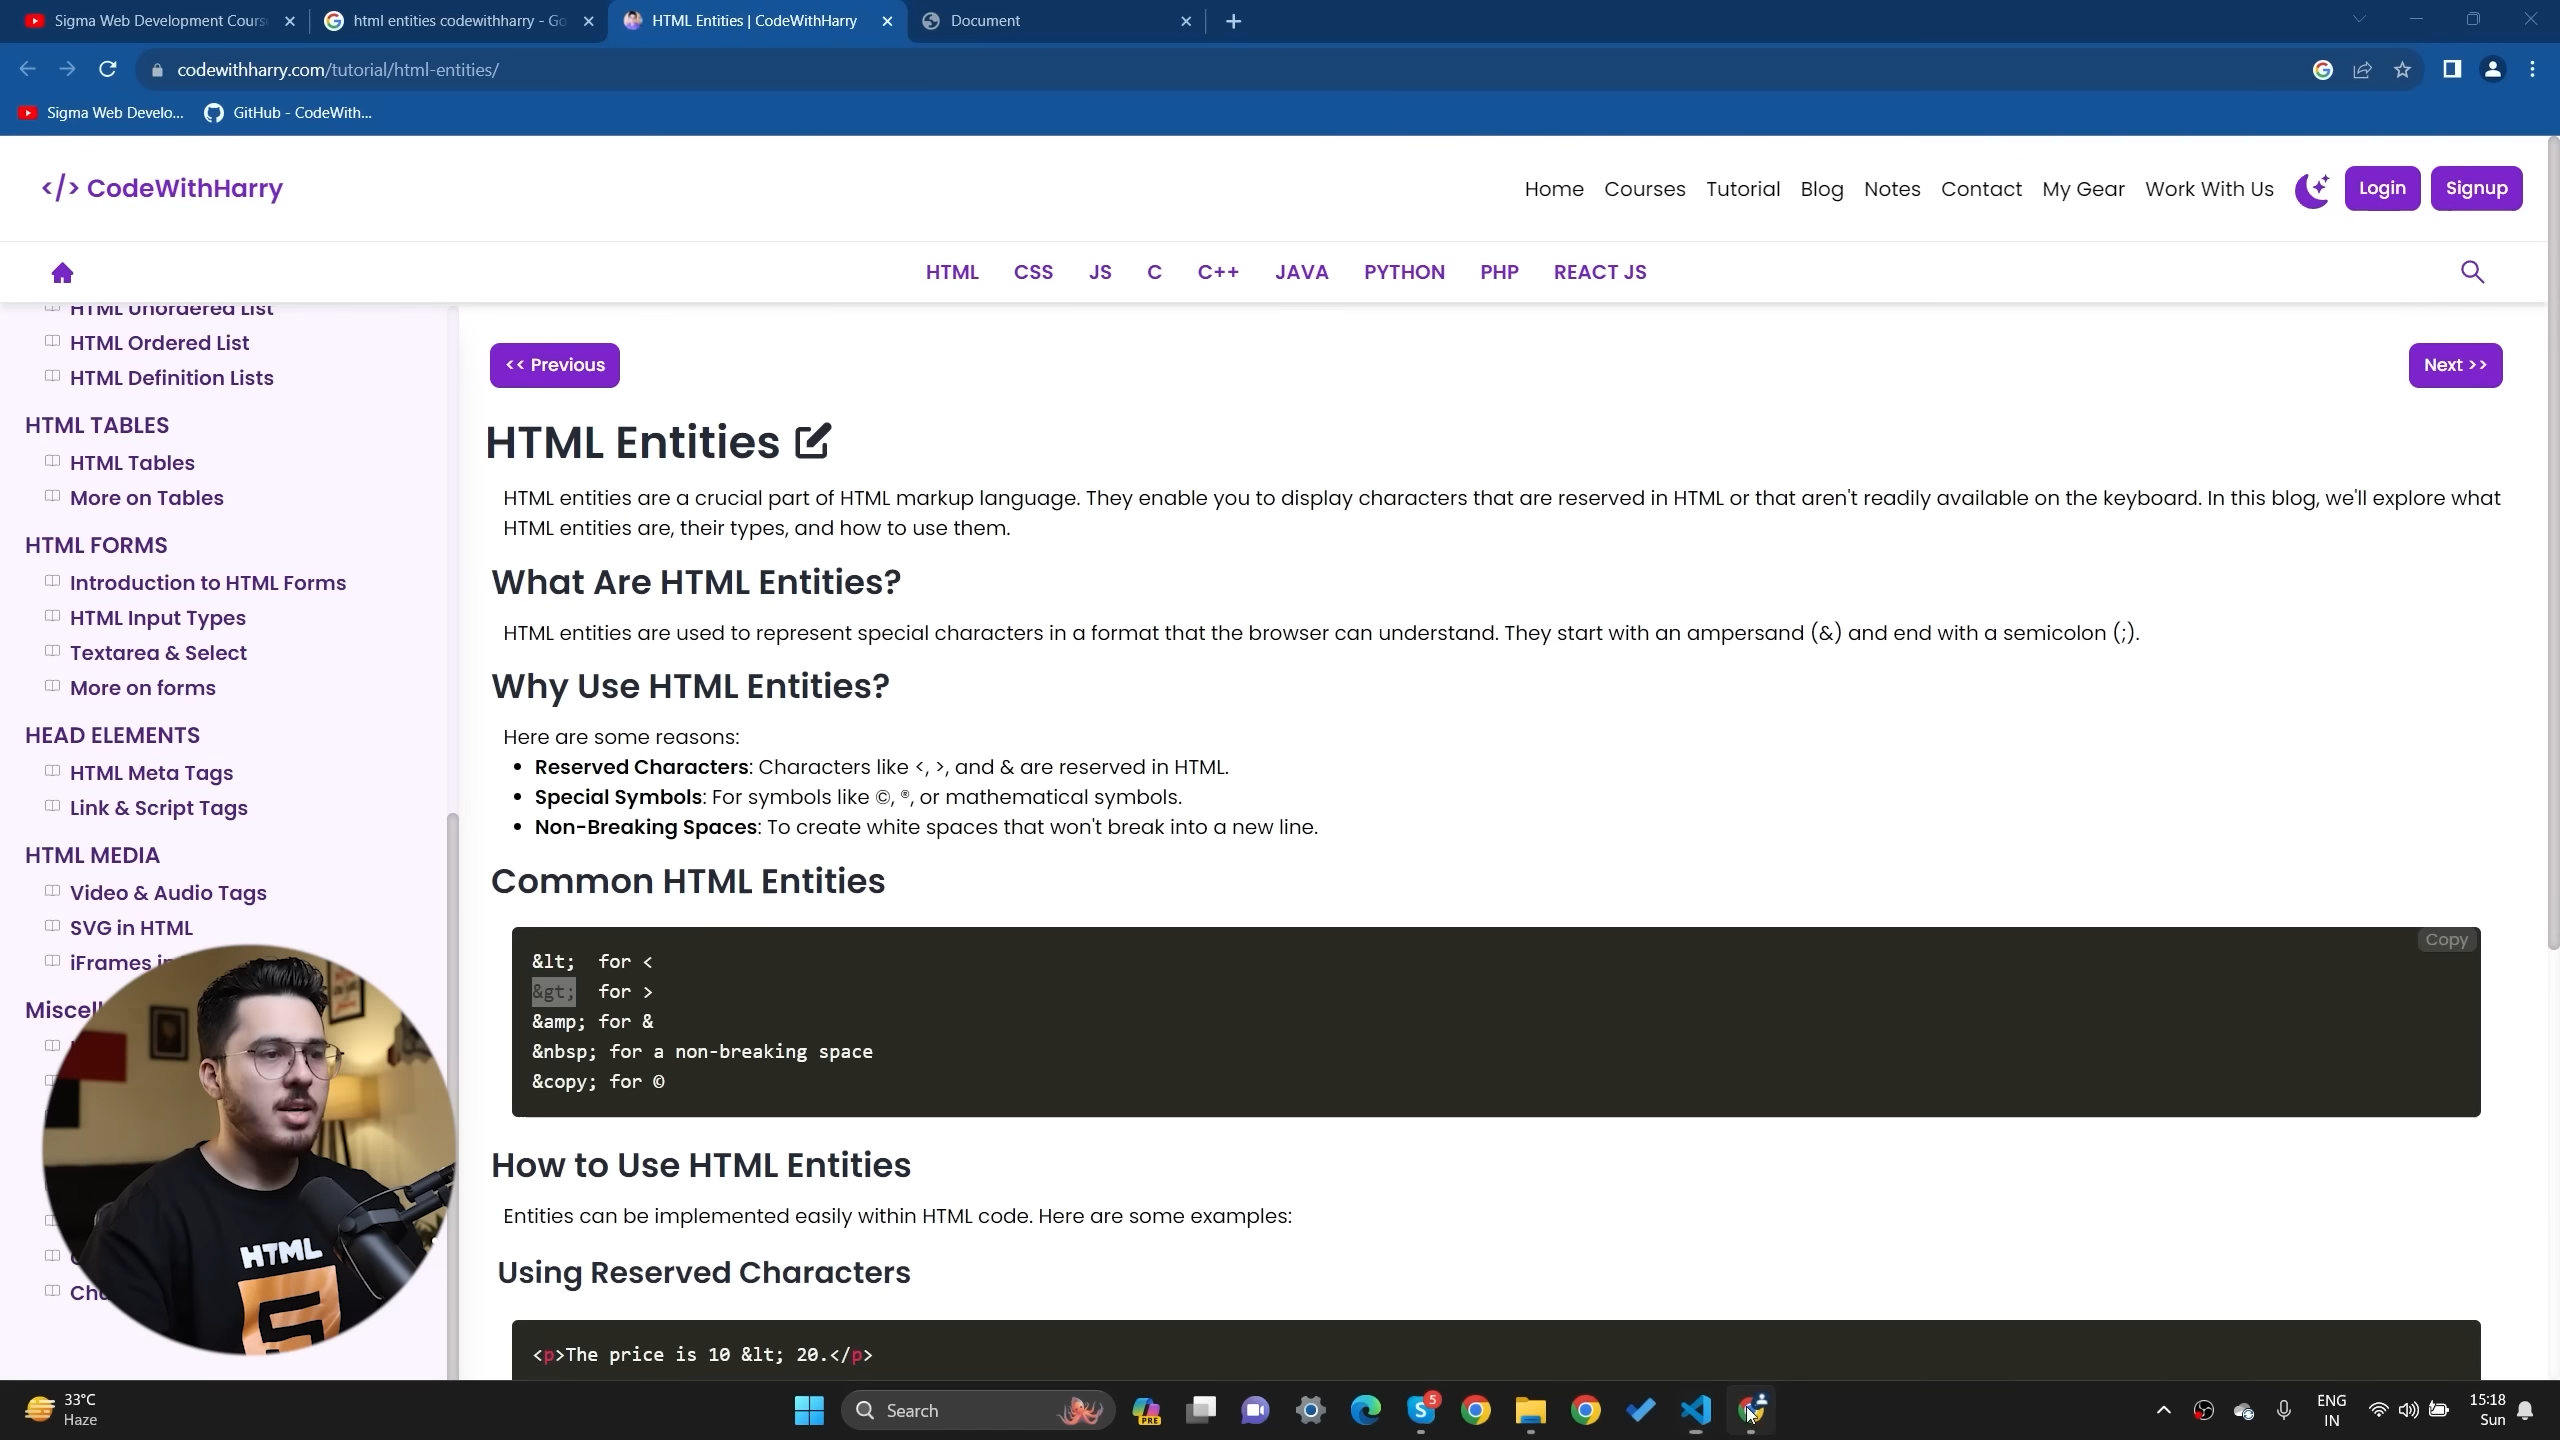 Sigma Web Development Cours
html entities codewithharry - Go
HTML Entities | CodeWithHarry
Document
codewithharry.com/tutorial/html-entities/
Sigma Web Develo...
GitHub - CodeWith...
</> CodeWithHarry
Home
Courses
Tutorial
Blog
Notes
Contact
My Gear
Work With Us
Login
Signup
HTML
CSS
JS
C
C++
JAVA
PYTHON
PHP
REACT JS
HTML Unordered List
HTML Ordered List
HTML Definition Lists
HTML TABLES
HTML Tables
More on Tables
HTML FORMS
Introduction to HTML Forms
HTML Input Types
Textarea & Select
More on forms
HEAD ELEMENTS
HTML Meta Tags
Link & Script Tags
HTML MEDIA
Video & Audio Tags
SVG in HTML
iFrames in
Miscell
Cha
<< Previous
Next >>
HTML Entities
HTML entities are a crucial part of HTML markup language. They enable you to display characters that are reserved in HTML or that aren't readily available on the keyboard. In this blog, we'll explore what
HTML entities are, their types, and how to use them.
What Are HTML Entities?
HTML entities are used to represent special characters in a format that the browser can understand. They start with an ampersand (&) and end with a semicolon (;).
Why Use HTML Entities?
Here are some reasons:
• Reserved Characters: Characters like <, >, and & are reserved in HTML.
• Special Symbols: For symbols like ©, ®, or mathematical symbols.
• Non-Breaking Spaces: To create white spaces that won't break into a new line.
Common HTML Entities
Copy
&lt;  for <
&gt;  for >
&amp; for &
&nbsp; for a non-breaking space
&copy; for ©
How to Use HTML Entities
Entities can be implemented easily within HTML code. Here are some examples:
Using Reserved Characters
<p>The price is 10 &lt; 20.</p>
HTML
5
33°C
Haze
Search
PRE
5
ENG
IN
15:18
Sun